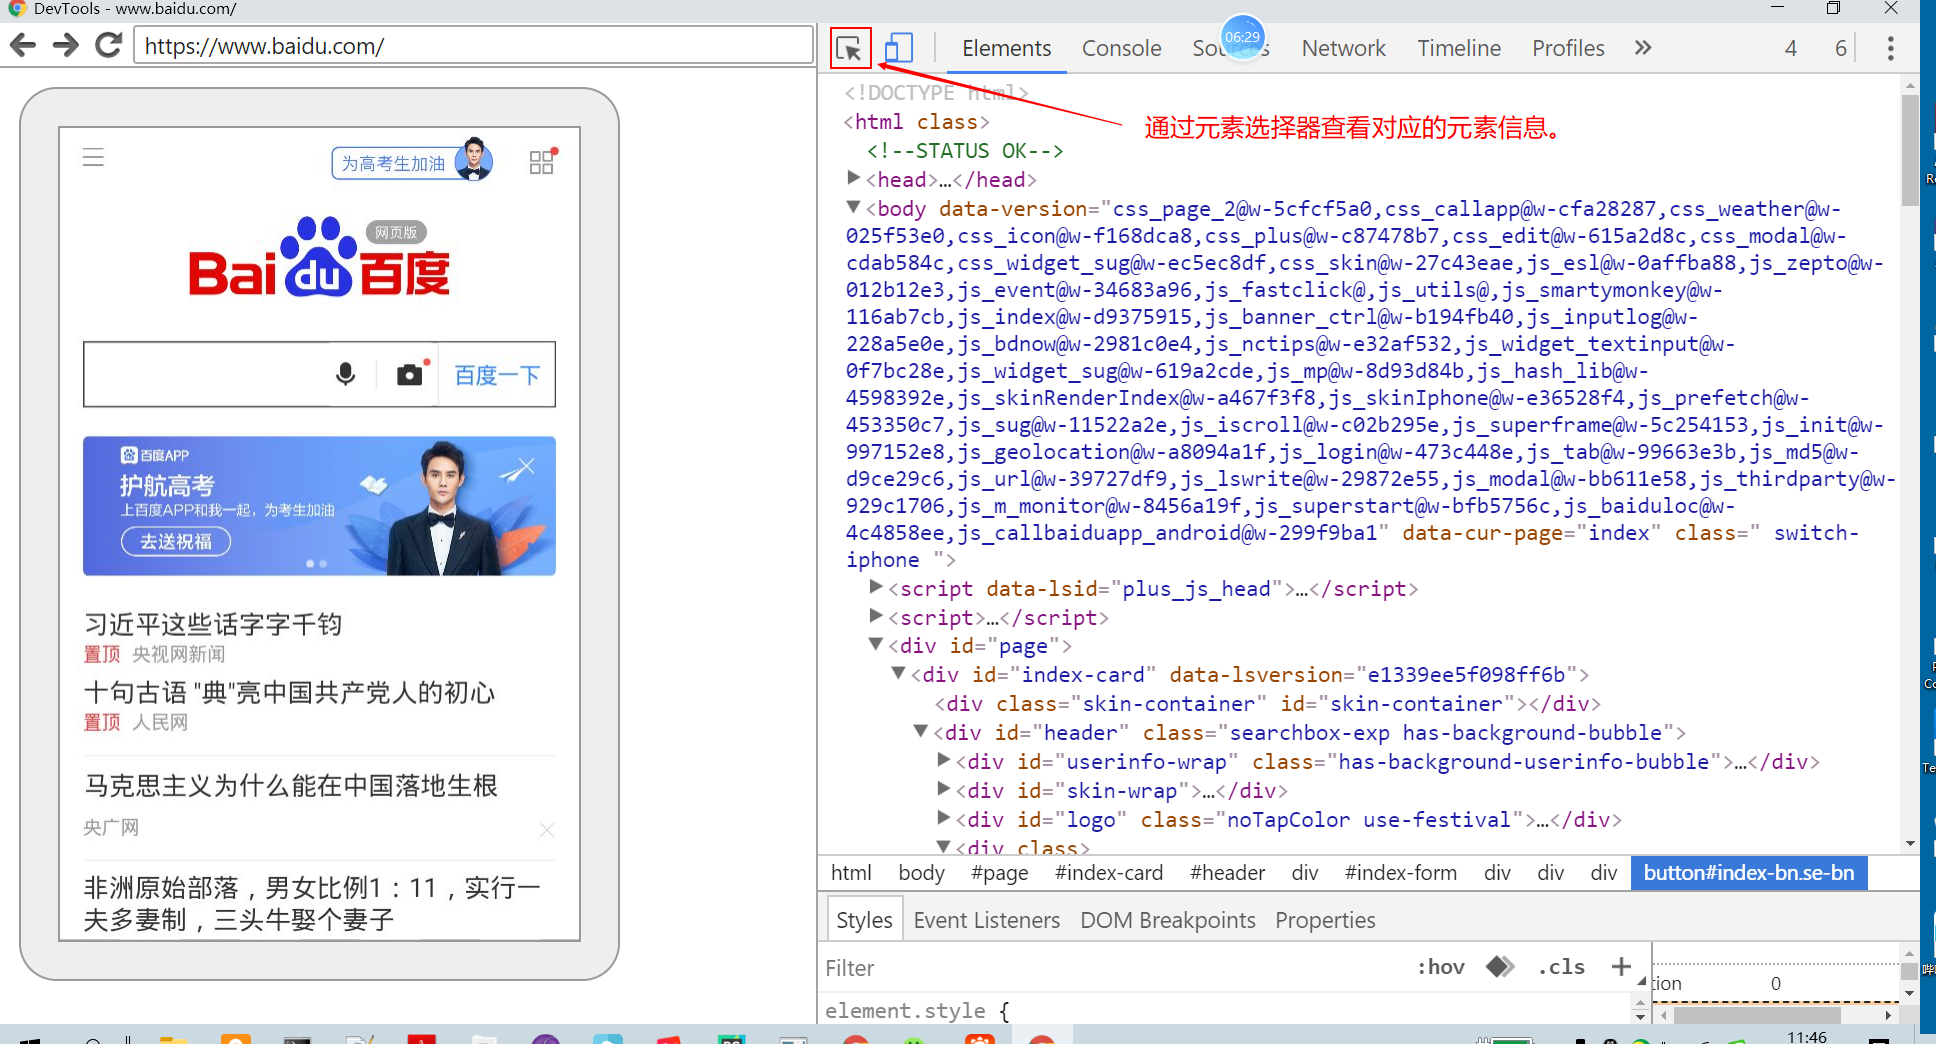 DevTools - www.baidu.com/
https://www.baidu.com/
Elements Console Network Timeline Profiles » 4 6
06:29
通过元素选择器查看对应的元素信息。
为高考生加油
网页版
Bai du 百度
百度一下
百度APP
护航高考
上百度APP和我一起，为考生加油
去送祝福
习近平这些话字字千钧
置顶 央视网新闻
十句古语 "典"亮中国共产党人的初心
置顶 人民网
马克思主义为什么能在中国落地生根
央广网
非洲原始部落，男女比例1：11，实行一
夫多妻制，三头牛娶个妻子
<!DOCTYPE html>
<html class>
<!--STATUS OK-->
<head>…</head>
<body data-version="css_page_2@w-5cfcf5a0,css_callapp@w-cfa28287,css_weather@w-
025f53e0,css_icon@w-f168dca8,css_plus@w-c87478b7,css_edit@w-615a2d8c,css_modal@w-
cdab584c,css_widget_sug@w-ec5ec8df,css_skin@w-27c43eae,js_esl@w-0affba88,js_zepto@w-
012b12e3,js_event@w-34683a96,js_fastclick@,js_utils@,js_smartymonkey@w-
116ab7cb,js_index@w-d9375915,js_banner_ctrl@w-b194fb40,js_inputlog@w-
228a5e0e,js_bdnow@w-2981c0e4,js_nctips@w-e32af532,js_widget_textinput@w-
0f7bc28e,js_widget_sug@w-619a2cde,js_mp@w-8d93d84b,js_hash_lib@w-
4598392e,js_skinRenderIndex@w-a467f3f8,js_skinIphone@w-e36528f4,js_prefetch@w-
453350c7,js_sug@w-11522a2e,js_iscroll@w-c02b295e,js_superframe@w-5c254153,js_init@w-
997152e8,js_geolocation@w-a8094a1f,js_login@w-473c448e,js_tab@w-99663e3b,js_md5@w-
d9ce29c6,js_url@w-39727df9,js_lswrite@w-29872e55,js_modal@w-bb611e58,js_thirdparty@w-
929c1706,js_m_monitor@w-8456a19f,js_superstart@w-bfb5756c,js_baiduloc@w-
4c4858ee,js_callbaiduapp_android@w-299f9ba1" data-cur-page="index" class=" switch-
iphone ">
<script data-lsid="plus_js_head">…</script>
<script>…</script>
<div id="page">
<div id="index-card" data-lsversion="e1339ee5f098ff6b">
<div class="skin-container" id="skin-container"></div>
<div id="header" class="searchbox-exp has-background-bubble">
<div id="userinfo-wrap" class="has-background-userinfo-bubble">…</div>
<div id="skin-wrap">…</div>
<div id="logo" class="noTapColor use-festival">…</div>
<div class>
html body #page #index-card #header div #index-form div div div button#index-bn.se-bn
Styles Event Listeners DOM Breakpoints Properties
Filter :hov .cls +
tion 0
element.style {
11:46